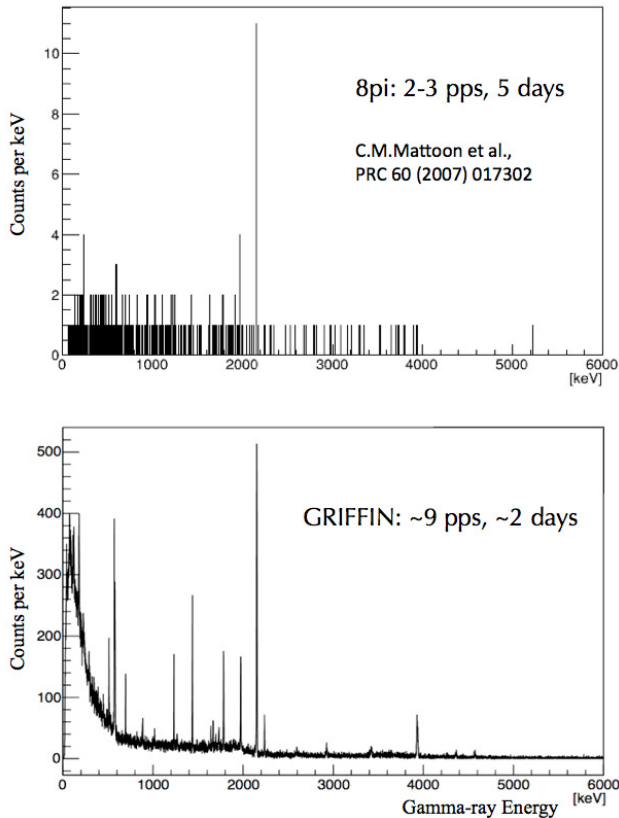 Counts per keV
10
8
6
4
2
0
8pi: 2-3 pps, 5 days
C.M.Mattoon et al.,
PRC 60 (2007) 017302
0 1000 2000 3000 4000 5000 6000
[keV]
Counts per keV
500
400
300
200
100
0
GRIFFIN: ~9 pps, ~2 days
0 1000 2000 3000 4000 5000 6000
[keV]
Gamma-ray Energy